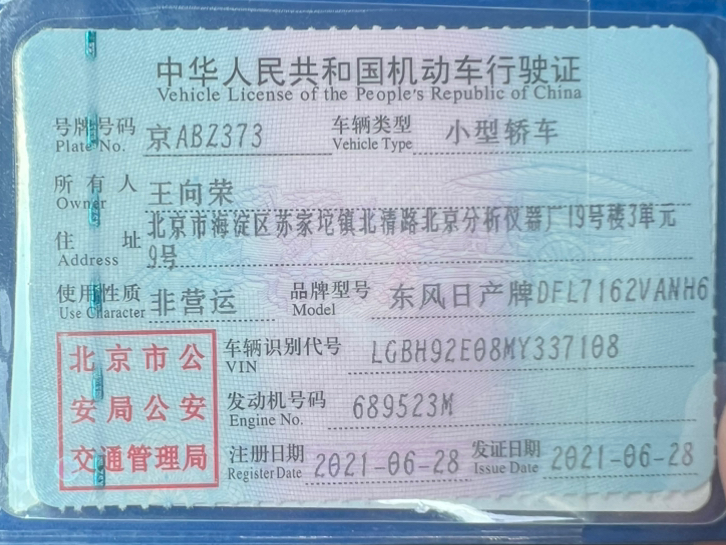 中华人民共和国机动车行驶证
Vehicle License of the People's Republic of China
号牌号码 京ABZ373 车辆类型 小型轿车
Plate No. Vehicle Type
所有人 王向荣
Owner
住址 北京市海淀区苏家坨镇北清路北京分析仪器厂19号楼3单元
Address 9号
使用性质 非营运 品牌型号 东风日产牌DFL7162VANH6
Use Character Model
北京市公 车辆识别代号 LGBH92E08MY337108
VIN
安局公安 发动机号码 689523M
Engine No.
交通管理局 注册日期 2021-06-28 发证日期 2021-06-28
Register Date Issue Date